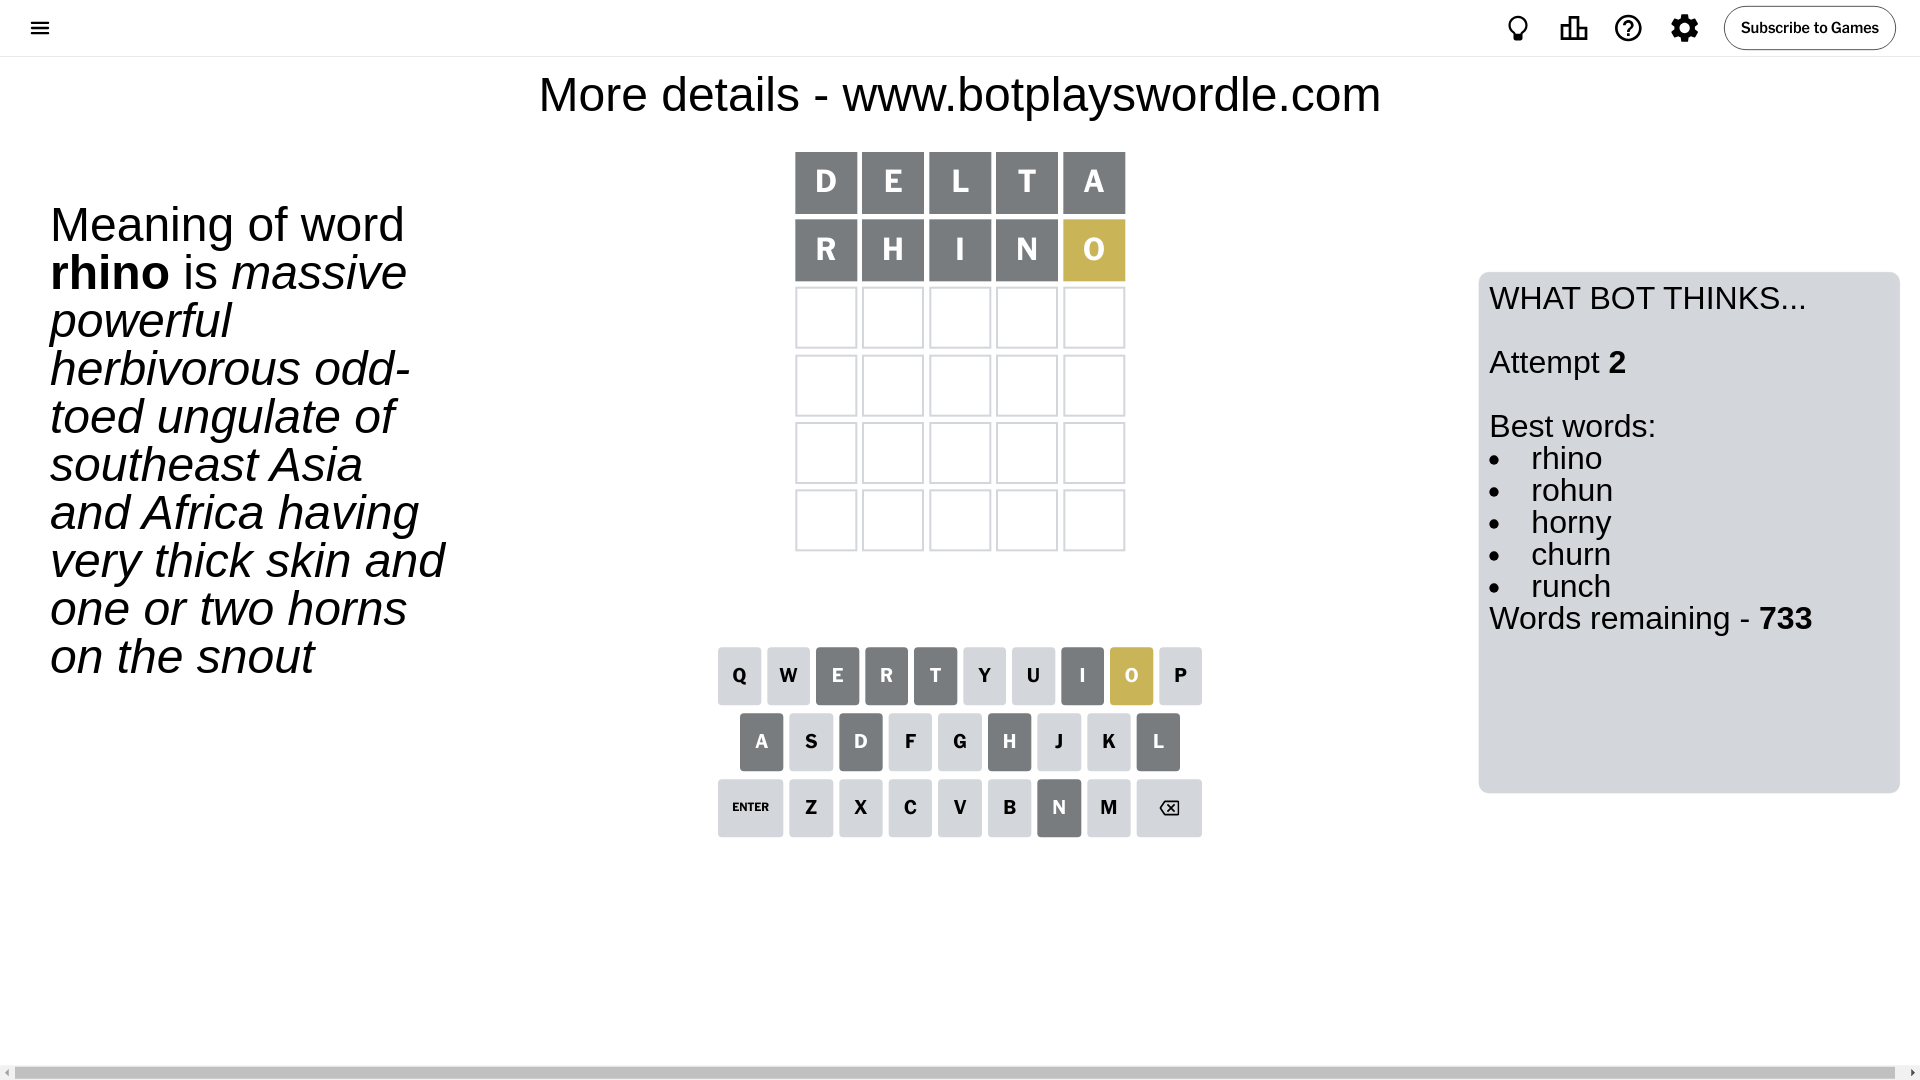 Subscribe to Games
More details - www.botplayswordle.com
Meaning of word
rhino is massive
powerful
herbivorous odd-
toed ungulate of
southeast Asia
and Africa having
very thick skin and
one or two horns
on the snout
D E L T A
R H I N O
WHAT BOT THINKS...
Attempt 2
Best words:
• rhino
• rohun
• horny
• churn
• runch
Words remaining - 733
Q W E R T Y U I O P
A S D F G H J K L
ENTER Z X C V B N M